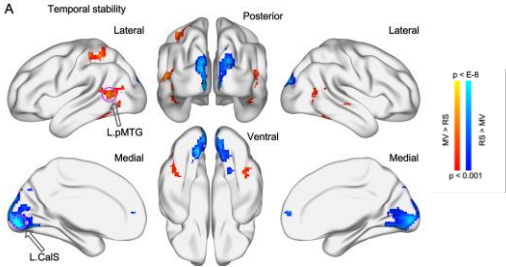 A
Temporal stability
Lateral
Posterior
Lateral
L.pMTG
Medial
Ventral
Medial
L.CalS
p < E-8
MV > RS
RS > MV
p < 0.001